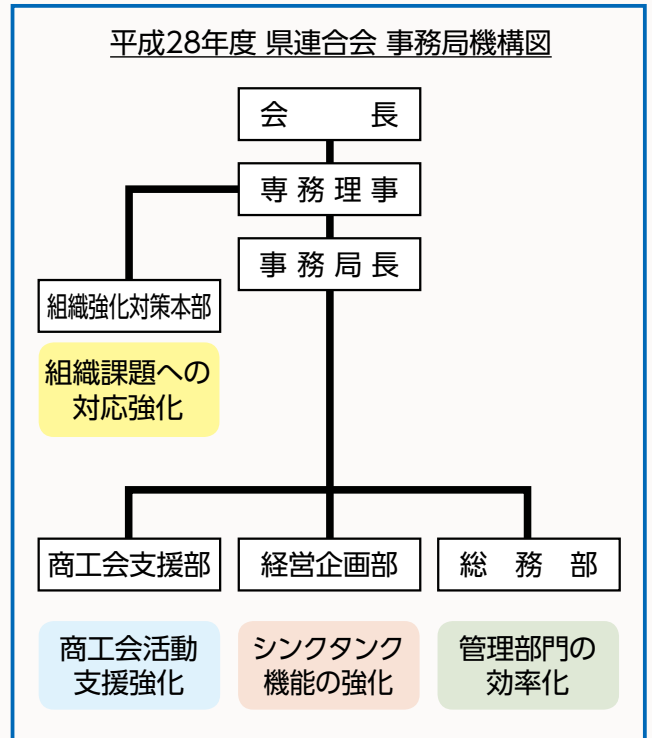 平成28年度 県連合会 事務局機構図
会長
専務理事
事務局長
組織強化対策本部
組織課題への
対応強化
商工会支援部
経営企画部
総務部
商工会活動
支援強化
シンクタンク
機能の強化
管理部門の
効率化